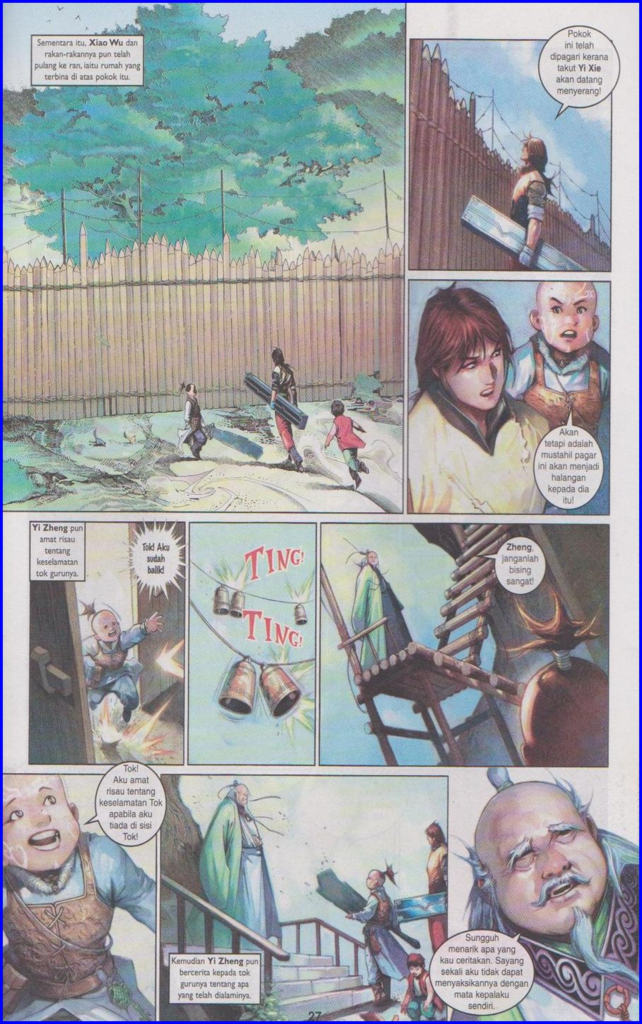 Sementara itu, Xiao Wu dan
rakan-rakannya pun telah
pulang ke ran, iaitu rumah yang
terbina di atas pokok itu.
Pokok
ini telah
dipagari kerana
takut Yi Xie
akan datang
menyerang!
Akan
tetapi adalah
mustahil pagar
ini akan menjadi
halangan
kepada dia
itu!
Yi Zheng pun
amat risau
tentang
keselamatan
tok gurunya.
Tok! Aku
sudah
balik!
TING!
TING!
Zheng,
janganlah
bising
sangat!
Tok!
Aku amat
risau tentang
keselamatan Tok
apabila aku
tiada di sisi
Tok!
Kemudian Yi Zheng pun
bercerita kepada tok
gurunya tentang apa
yang telah dialaminya.
Sungguh
menarik apa yang
kau ceritakan. Sayang
sekali aku tidak dapat
menyaksikannya dengan
mata kepalaku
sendiri.
27